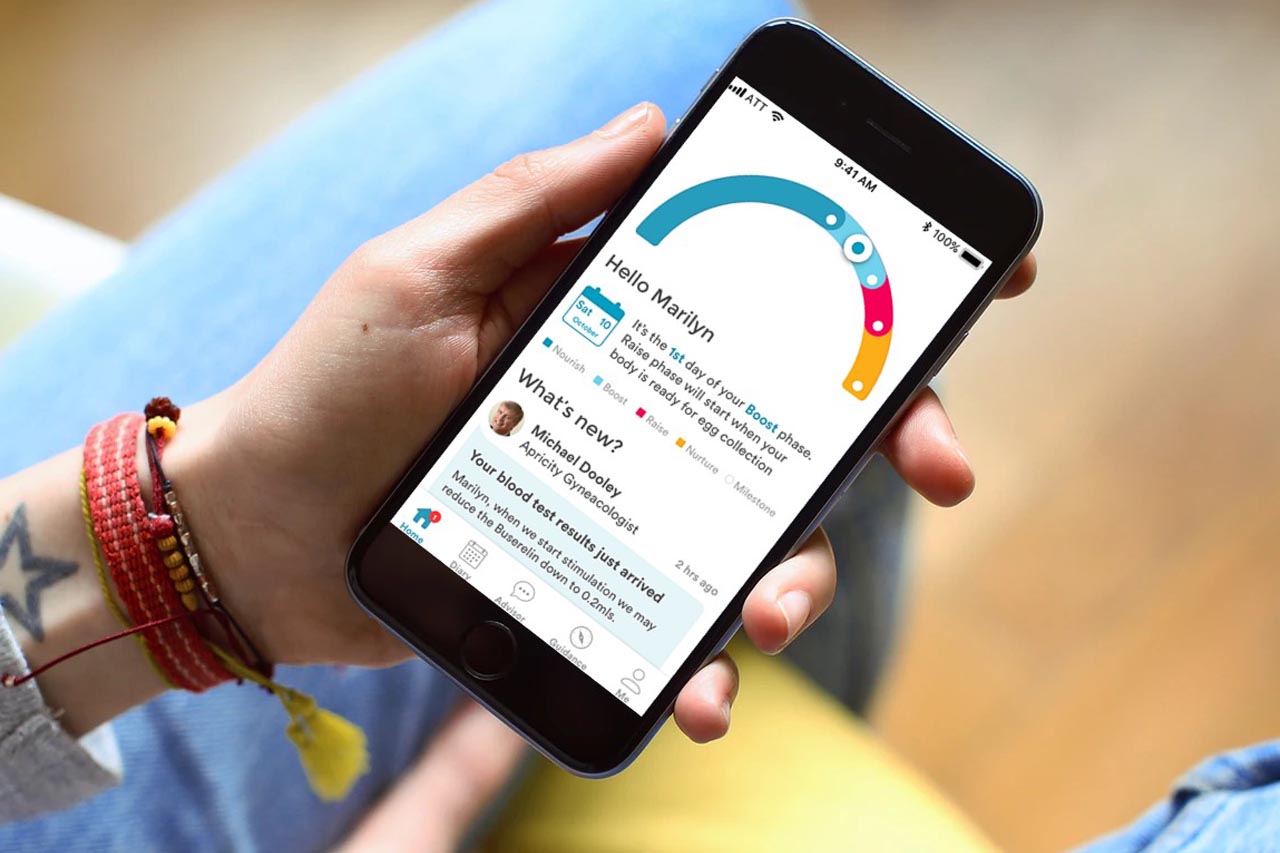 ATT
9:41 AM
100%
Hello Marilyn
Sat 10
October
It's the 1st day of your Boost phase.
Raise phase will start when your
body is ready for egg collection
Nourish
Boost
Raise
Nurture
Milestone
What's new?
Michael Dooley
Apricity Gyneacologist
2 hrs ago
Your blood test results just arrived
Marilyn, when we start stimulation we may
reduce the Buserelin down to 0.2mls.
1
Home
Diary
Advisor
Guidance
Me